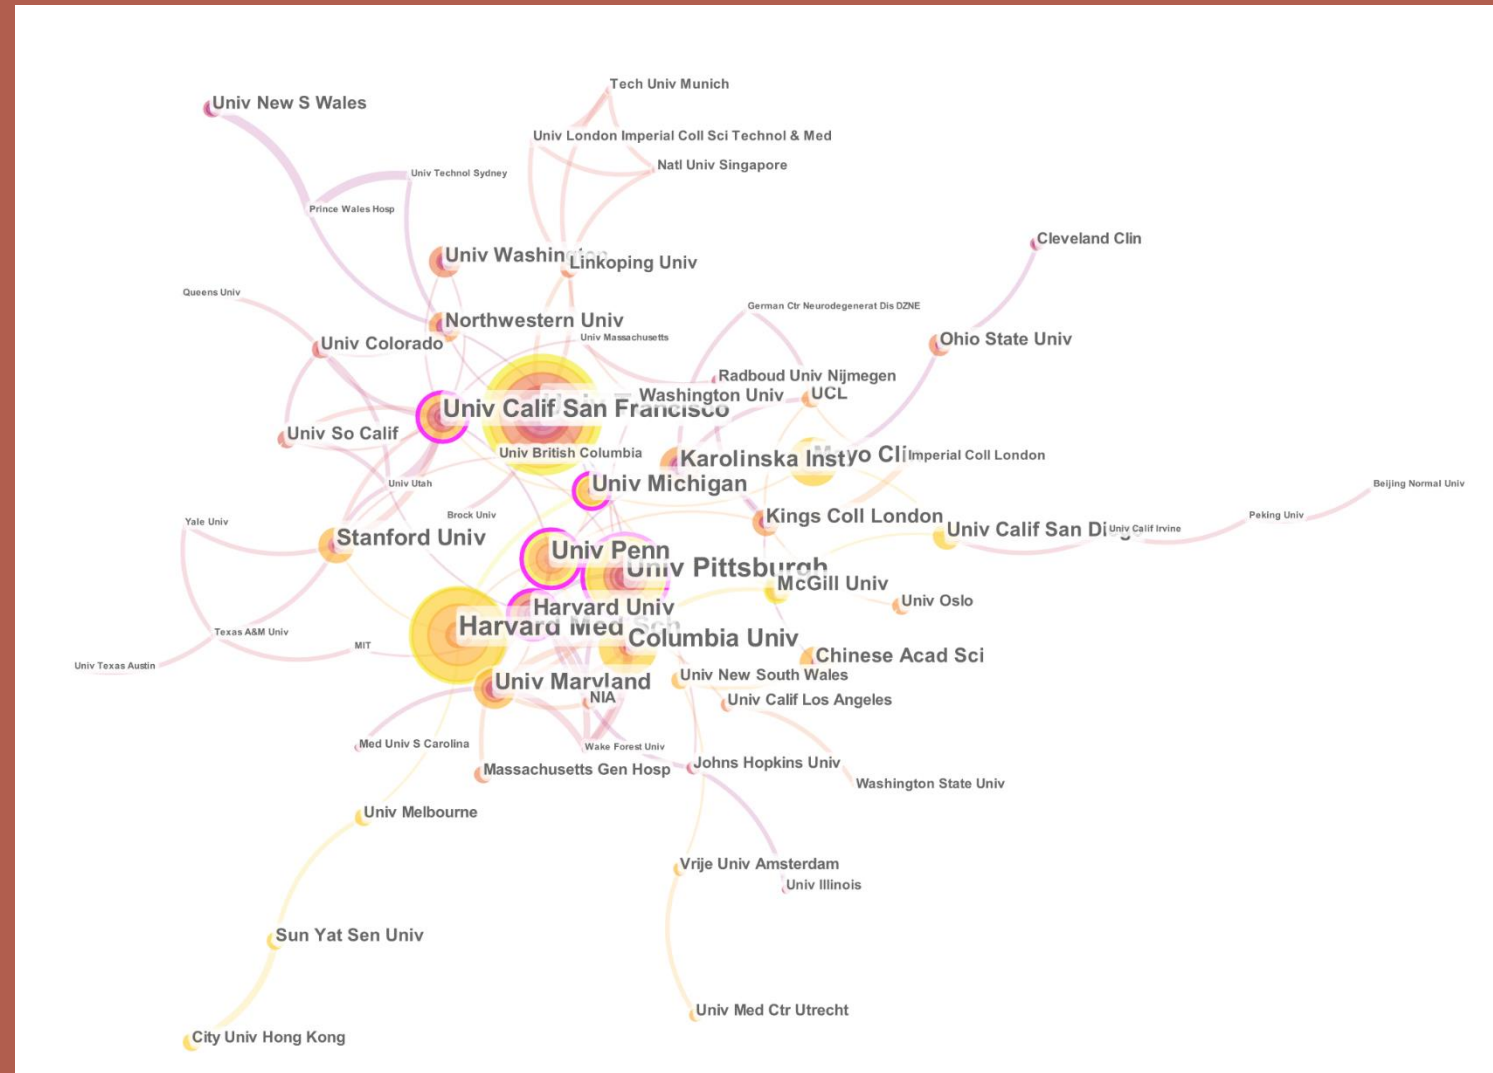 Tech Univ Munich
Univ New S Wales
Univ London Imperial Coll Sci Technol & Med
Natl Univ Singapore
Univ Technol Sydney
Prince Wales Hosp
Cleveland Clin
Univ Washington
Linkoping Univ
Queens Univ
German Ctr Neurodegenerat Dis DZNE
Northwestern Univ
Univ Massachusetts
Ohio State Univ
Univ Colorado
Radboud Univ Nijmegen
Washington Univ
UCL
Univ Calif San Francisco
Univ So Calif
Univ British Columbia
Karolinska Inst
Mayo Cli
Imperial Coll London
Univ Utah
Univ Michigan
Beijing Normal Univ
Brock Univ
Kings Coll London
Peking Univ
Yale Univ
Univ Calif San Diego
Univ Calif Irvine
Stanford Univ
Univ Penn
Univ Pittsburgh
McGill Univ
Univ Oslo
Harvard Univ
Harvard Med Sch
Texas A&M Univ
Columbia Univ
MIT
Chinese Acad Sci
Univ Texas Austin
Univ New South Wales
Univ Maryland
NIA
Univ Calif Los Angeles
Med Univ S Carolina
Wake Forest Univ
Johns Hopkins Univ
Massachusetts Gen Hosp
Washington State Univ
Univ Melbourne
Vrije Univ Amsterdam
Univ Illinois
Sun Yat Sen Univ
Univ Med Ctr Utrecht
City Univ Hong Kong